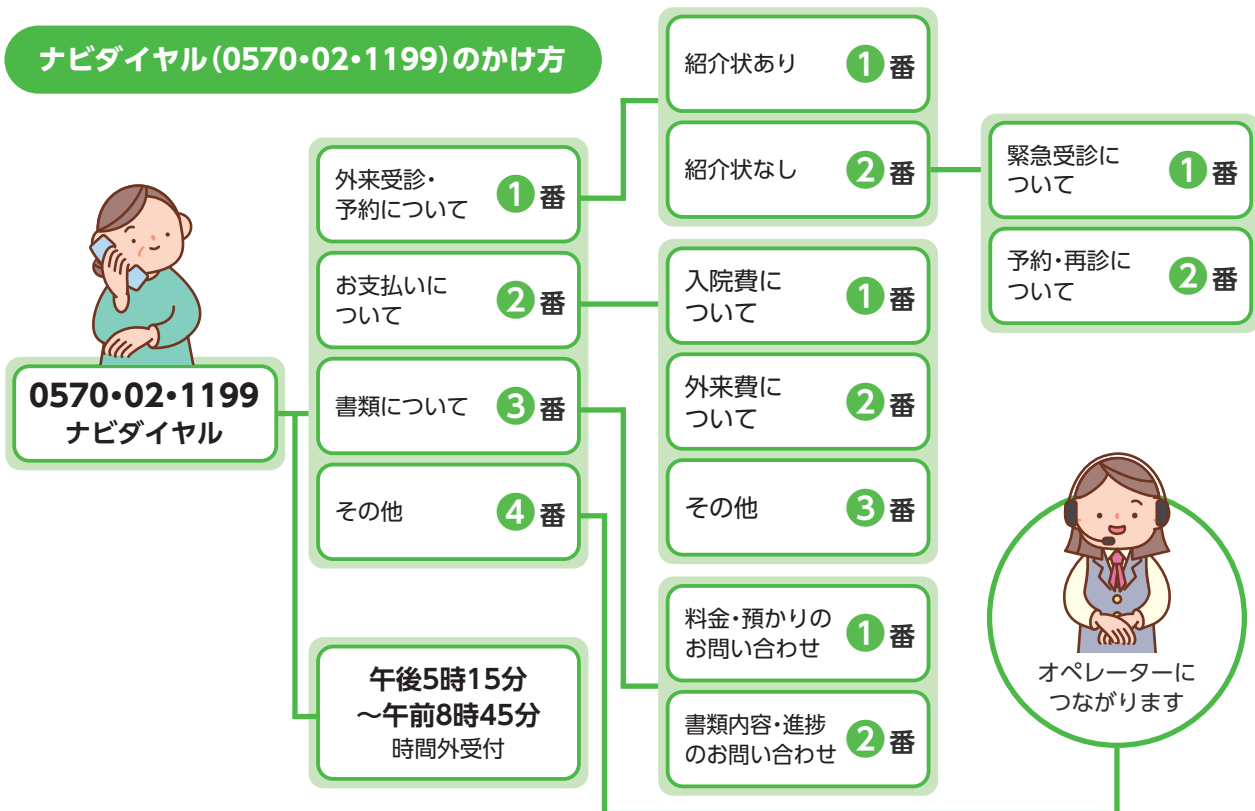 ナビダイヤル(0570•02•1199)のかけ方
0570•02•1199
ナビダイヤル
外来受診・
予約について
1番
お支払いに
ついて
2番
書類について
3番
その他
4番
午後5時15分
～午前8時45分
時間外受付
紹介状あり
1番
紹介状なし
2番
緊急受診に
ついて
1番
予約・再診に
ついて
2番
入院費に
ついて
1番
外来費に
ついて
2番
その他
3番
料金・預かりの
お問い合わせ
1番
書類内容・進捗
のお問い合わせ
2番
オペレーターに
つながります